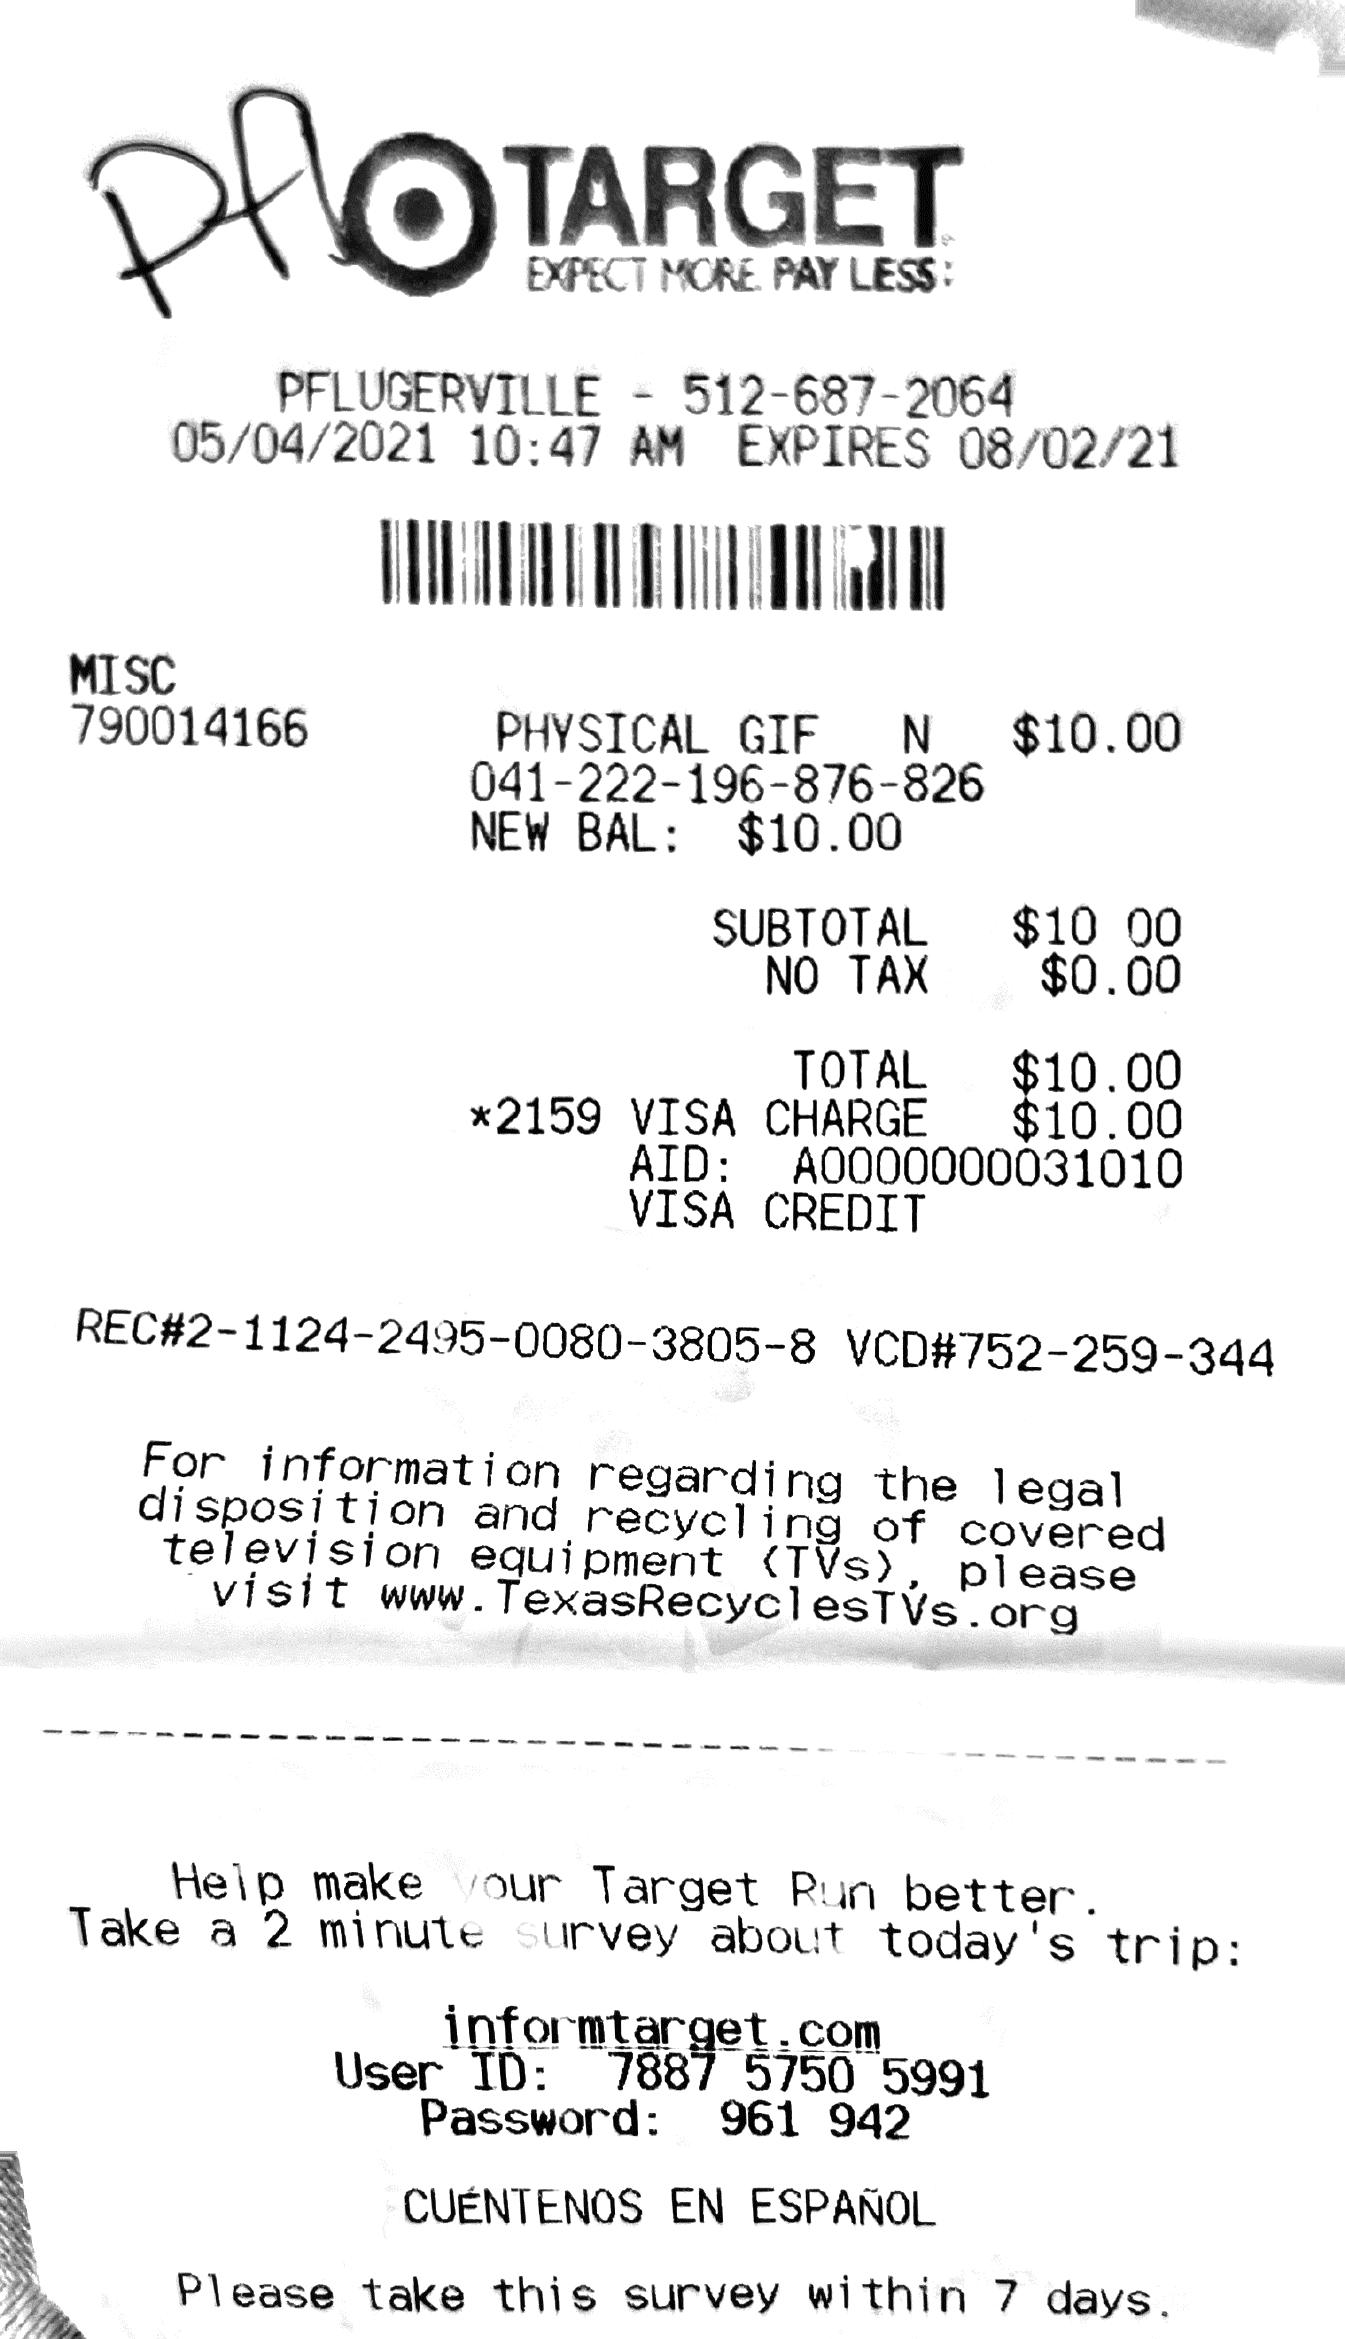 Pfl TARGET
EXPECT MORE. PAY LESS.
PFLUGERVILLE - 512-687-2064
05/04/2021 10:47 AM EXPIRES 08/02/21
MISC
790014166 PHYSICAL GIF N $10.00
041-222-196-876-826
NEW BAL: $10.00
SUBTOTAL $10 00
NO TAX $0.00
TOTAL $10.00
*2159 VISA CHARGE $10.00
AID: A0000000031010
VISA CREDIT
REC#2-1124-2495-0080-3805-8 VCD#752-259-344
For information regarding the legal
disposition and recycling of covered
television equipment (TVs), please
visit www.TexasRecyclesTVs.org
Help make your Target Run better.
Take a 2 minute survey about today's trip:
informtarget.com
User ID: 7887 5750 5991
Password: 961 942
CUÉNTENOS EN ESPAÑOL
Please take this survey within 7 days.